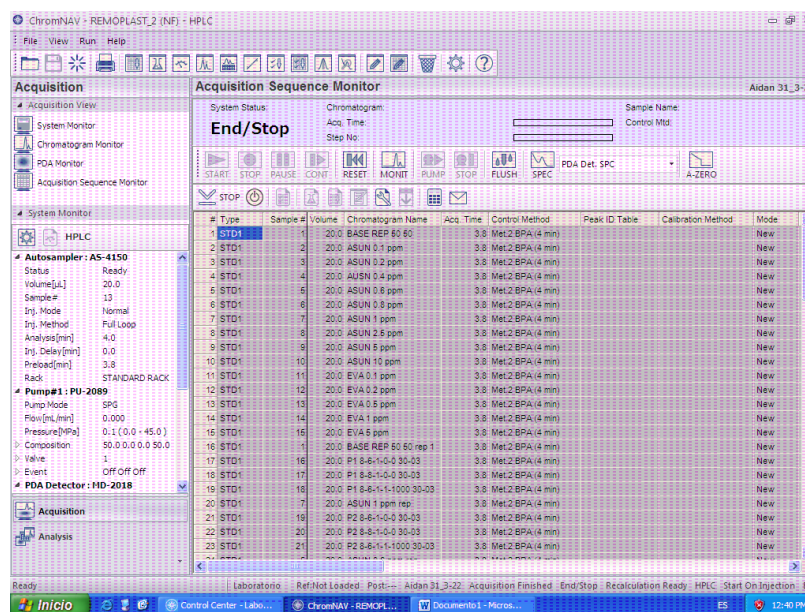 ChromNAV - REMOPLAST_2 (NF) - HPLC
File View Run Help
Acquisition
Acquisition View
System Monitor
Chromatogram Monitor
PDA Monitor
Acquisition Sequence Monitor
System Monitor
HPLC
Autosampler : AS-4150
Status Ready
Volume[µL] 20.0
Sample# 13
Inj. Mode Normal
Inj. Method Full Loop
Analysis[min] 4.0
Inj. Delay[min] 0.0
Preload[min] 3.8
Rack STANDARD RACK
Pump#1 : PU-2089
Pump Mode SPG
Flow[mL/min] 0.000
Pressure[MPa] 0.1 ( 0.0 - 45.0 )
Composition 50.0 0.0 0.0 50.0
Valve 1
Event Off Off Off
PDA Detector : MD-2018
Acquisition
Analysis
Acquisition Sequence Monitor Aidan 31_3-
System Status: Chromatogram: Sample Name:
End/Stop
Acq. Time: Control Mtd:
Step No:
START STOP PAUSE CONT RESET MONIT PUMP STOP FLUSH SPEC PDA Det. SPC A-ZERO
STOP
# Type Sample # Volume Chromatogram Name Acq. Time Control Method Peak ID Table Calibration Method Mode
1 STD1 1 20.0 BASE REP 50 50 3.8 Met.2 BPA (4 min) New
2 STD1 2 20.0 ASUN 0.1 ppm 3.8 Met.2 BPA (4 min) New
3 STD1 3 20.0 ASUN 0.2 ppm 3.8 Met.2 BPA (4 min) New
4 STD1 4 20.0 AUSN 0.4 ppm 3.8 Met.2 BPA (4 min) New
5 STD1 5 20.0 ASUN 0.6 ppm 3.8 Met.2 BPA (4 min) New
6 STD1 6 20.0 ASUN 0.8 ppm 3.8 Met.2 BPA (4 min) New
7 STD1 7 20.0 ASUN 1 ppm 3.8 Met.2 BPA (4 min) New
8 STD1 8 20.0 ASUN 2.5 ppm 3.8 Met.2 BPA (4 min) New
9 STD1 9 20.0 ASUN 5 ppm 3.8 Met.2 BPA (4 min) New
10 STD1 10 20.0 ASUN 10 ppm 3.8 Met.2 BPA (4 min) New
11 STD1 11 20.0 EVA 0.1 ppm 3.8 Met.2 BPA (4 min) New
12 STD1 12 20.0 EVA 0.2 ppm 3.8 Met.2 BPA (4 min) New
13 STD1 13 20.0 EVA 0.5 ppm 3.8 Met.2 BPA (4 min) New
14 STD1 14 20.0 EVA 1 ppm 3.8 Met.2 BPA (4 min) New
15 STD1 15 20.0 EVA 5 ppm 3.8 Met.2 BPA (4 min) New
16 STD1 1 20.0 BASE REP 50 50 rep 1 3.8 Met.2 BPA (4 min) New
17 STD1 16 20.0 P1 8-6-1-0-0 30-03 3.8 Met.2 BPA (4 min) New
18 STD1 17 20.0 P1 8-8-1-0-0 30-03 3.8 Met.2 BPA (4 min) New
19 STD1 18 20.0 P1 8-6-1-1-1000 30-03 3.8 Met.2 BPA (4 min) New
20 STD1 7 20.0 ASUN 1 ppm rep 3.8 Met.2 BPA (4 min) New
21 STD1 19 20.0 P2 8-6-1-0-0 30-03 3.8 Met.2 BPA (4 min) New
22 STD1 20 20.0 P2 8-8-1-0-0 30-03 3.8 Met.2 BPA (4 min) New
23 STD1 21 20.0 P2 8-6-1-1-1000 30-03 3.8 Met.2 BPA (4 min) New
Ready Laboratorio Ref:Not Loaded Post:--- Aidan 31_3-22 Acquisition Finished End/Stop Recalculation Ready HPLC Start On Injection
Inicio Control Center - Labo... ChromNAV - REMOPL... Documento1 - Micros... ES 12:40 PM